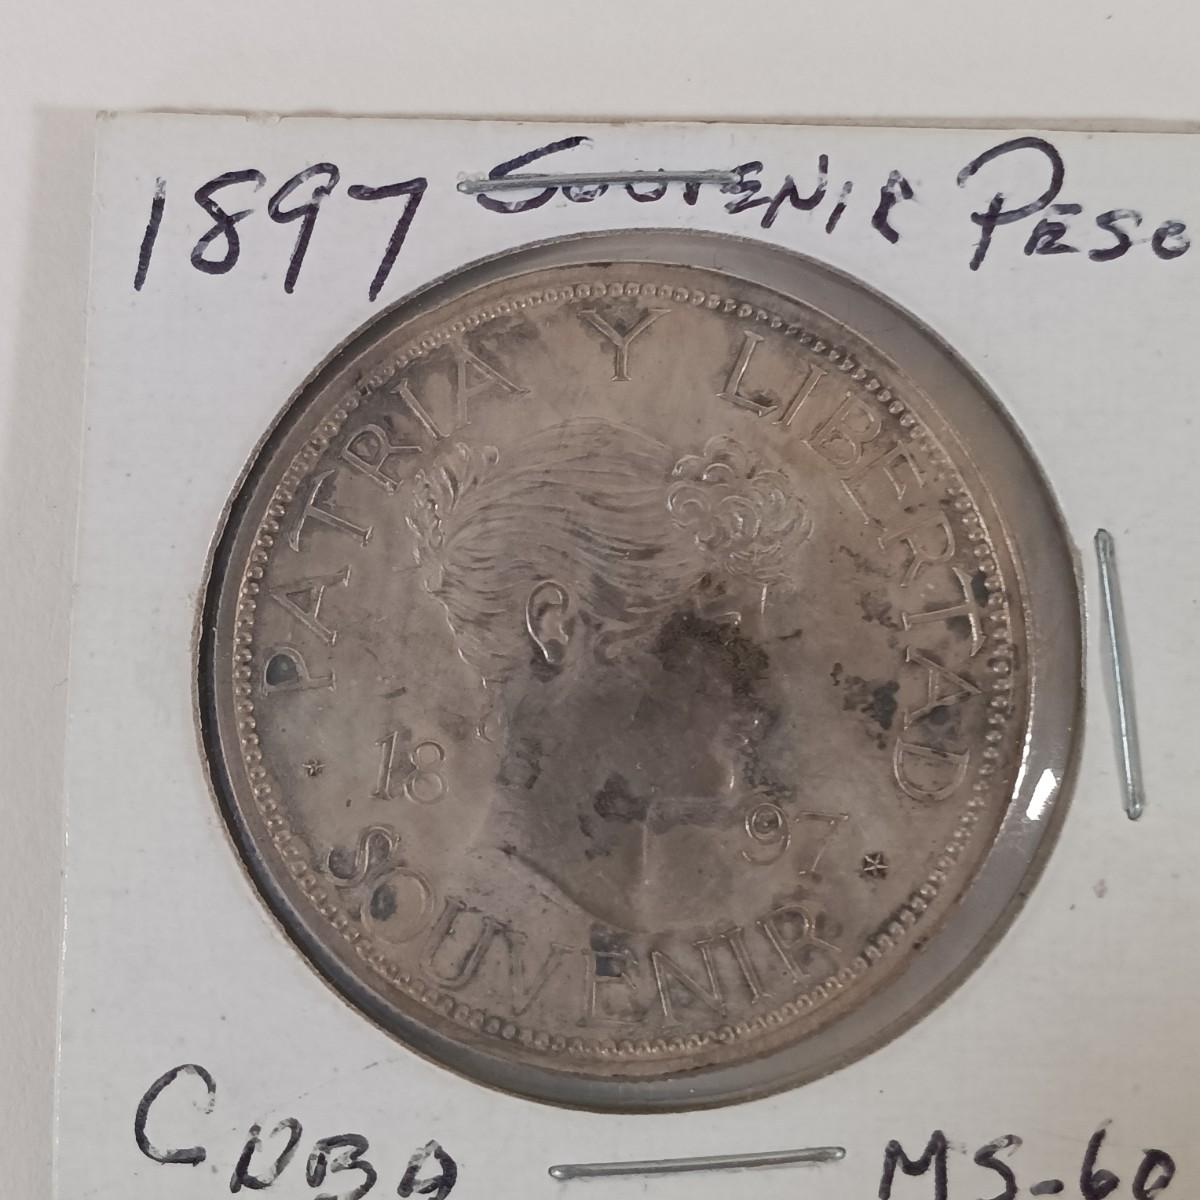 1897 SOUVENIR PESO
PATRIA Y LIBERTAD
18 97
SOUVENIR
CUBA MS-60